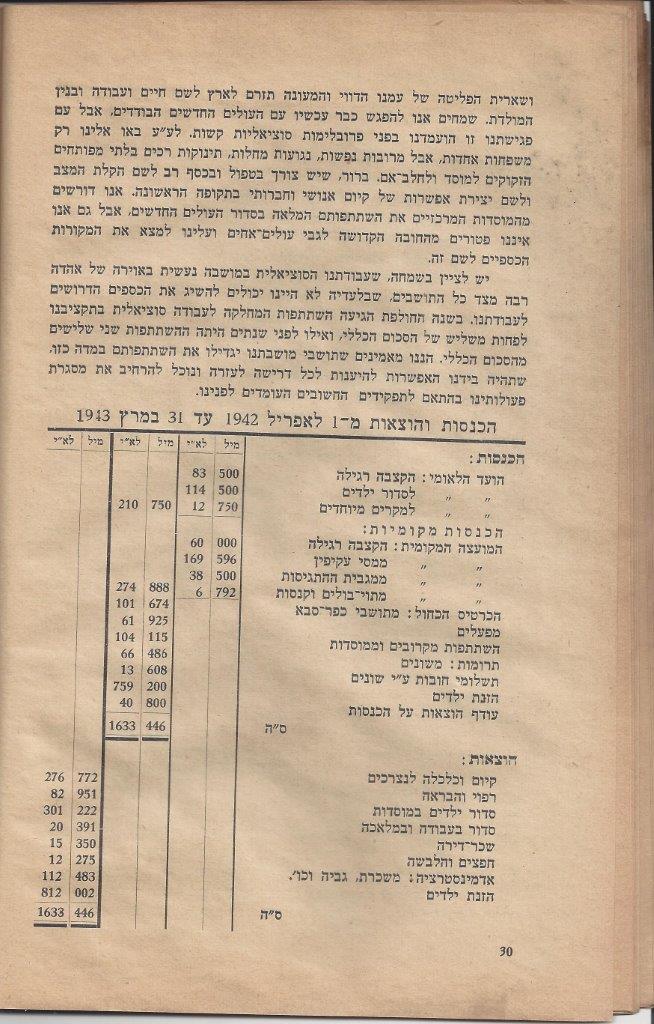 ושארית הפליטה של עמנו הדווי והמעונה תזרם לארץ לשם חיים ועבודה ובנין
המולדת. שמחים אנו להפגש כבר עכשיו עם העולים החדשים הבודדים, אבל עם
פגישתנו זו הועמדנו בפני פרובלימות סוציאליות קשות. לע״ע באו אלינו רק
משפחות אחדות, אבל מרובות נפשות, נגועות מחלות, תינוקות רכים בלתי מפותחים
הזקוקים למוסד ולחלב־אם. ברור, שיש צורך בטפול ובכסף רב לשם הקלת המצב
ולשם יצירת אפשרות של קיום אנושי וחברותי בתקופה הראשונה. אנו דורשים
מהמוסדות המרכזיים את השתתפותם המלאה בסדור העולים החדשים, אבל גם אנו
איננו פטורים מהחובה הקדושה לגבי עולים־אחים ועלינו למצא את המקורות
הכספיים לשם זה.
יש לציין בשמחה, שעבודתנו הסוציאלית במושבה נעשית באוירה של אהדה
רבה מצד כל התושבים, שבלעדיה לא היינו יכולים להשיג את הכספים הדרושים
לעבודתנו. בשנה החולפת הגיעה השתתפות המחלקה לעבודה סוציאלית בתקציבנו
לפחות משליש של הסכום הכללי, ואילו לפני שנתים היתה ההשתתפות שני שלישים
מהסכום הכללי. הננו מאמינים שתושבי מושבתנו יגדילו את השתתפותם במדה כזו,
שתהיה בידנו האפשרות להיענות לכל דרישה לעזרה ונוכל להרחיב את מסגרת
פעולותינו בהתאם לתפקידים החשובים העומדים לפנינו.
הכנסות והוצאות מ־1 לאפריל 1942 עד 31 במרץ 1943
מיל לא״י מיל לא״י מיל לא״י
הכנסות:
הועד הלאומי: הקצבה רגילה 500 83
״ ״ לסדור ילדים 500 114
״ ״ למקרים מיוחדים 750 12 750 210
הכנסות מקומיות:
המועצה המקומית: הקצבה רגילה 000 60
״ ״ ממסי עקיפין 596 169
״ ״ ממגבית ההתגיסות 500 38
״ ״ מתוי־בולים וקנסות 792 6 888 274
הכרטיס הכחול: מתושבי כפר־סבא 674 101
מפעלים 925 61
השתתפות מקרובים וממוסדות 115 104
תרומות: משונים 486 66
תשלומי חובות ע״י שונים 608 13
הזנת ילדים 200 759
עודף הוצאות על הכנסות 800 40
ס״ה 446 1633
הוצאות:
קיום וכלכלה לנצרכים 772 276
רפוי והבראה 951 82
סדור ילדים במוסדות 222 301
סדור בעבודה ובמלאכה 391 20
שכר־דירה 350 15
חפצים והלבשה 275 12
אדמינסטרציה: משכרת, גביה וכו׳. 483 112
הזנת ילדים 002 812
ס״ה 446 1633
30